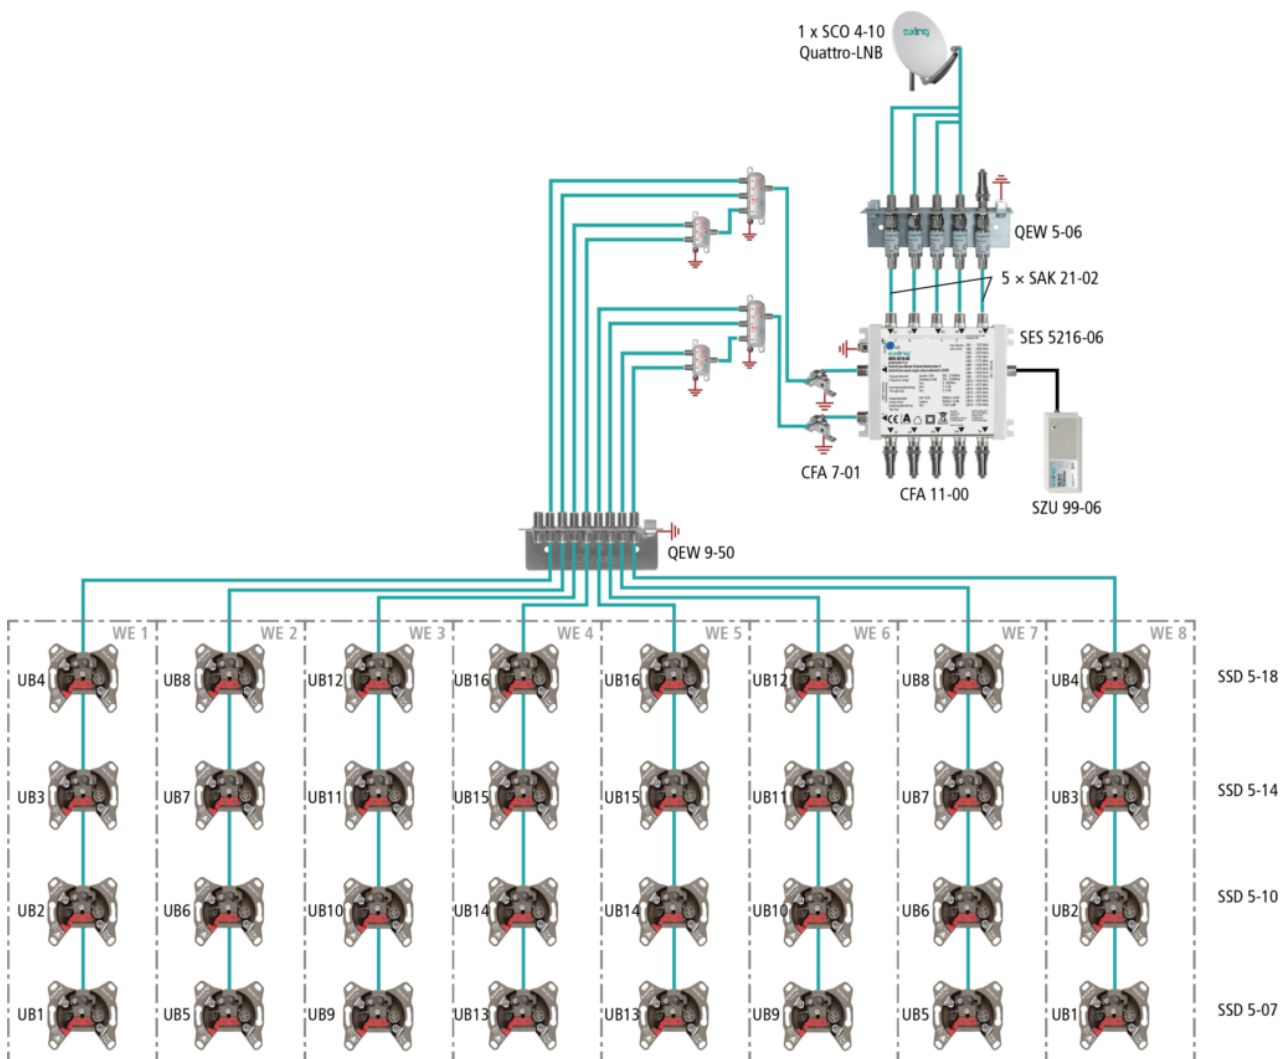 1 x SCO 4-10
Quattro-LNB
axing
QEW 5-06
5 × SAK 21-02
SES 5216-06
CFA 7-01
CFA 11-00
SZU 99-06
QEW 9-50
WE 1 WE 2 WE 3 WE 4 WE 5 WE 6 WE 7 WE 8
UB4 UB8 UB12 UB16 UB16 UB12 UB8 UB4 SSD 5-18
UB3 UB7 UB11 UB15 UB15 UB11 UB7 UB3 SSD 5-14
UB2 UB6 UB10 UB14 UB14 UB10 UB6 UB2 SSD 5-10
UB1 UB5 UB9 UB13 UB13 UB9 UB5 UB1 SSD 5-07